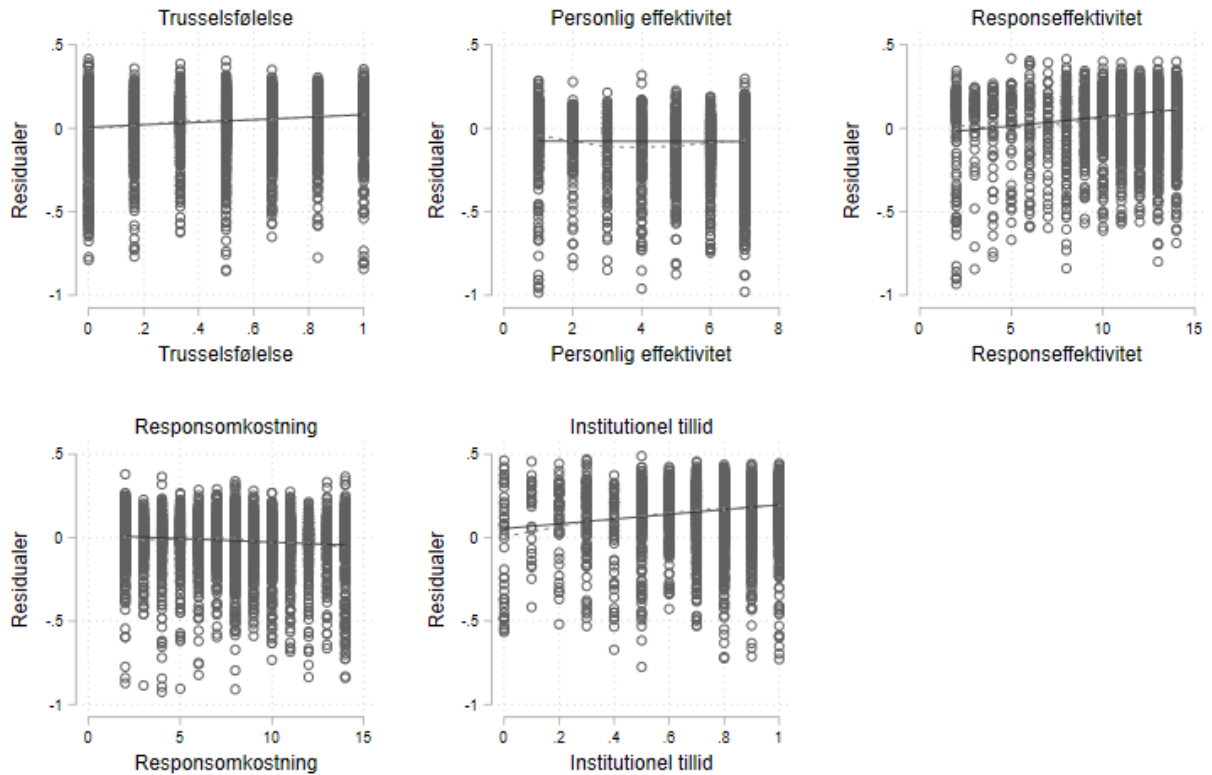 Trusselsfølelse
.5
0
-.5
-1
Residualer
0 .2 .4 .6 .8 1
Trusselsfølelse
Personlig effektivitet
.5
0
-.5
-1
Residualer
0 2 4 6 8
Personlig effektivitet
Responseffektivitet
.5
0
-.5
-1
Residualer
0 5 10 15
Responseffektivitet
Responsomkostning
.5
0
-.5
-1
Residualer
0 5 10 15
Responsomkostning
Institutionel tillid
.5
0
-.5
-1
Residualer
0 .2 .4 .6 .8 1
Institutionel tillid